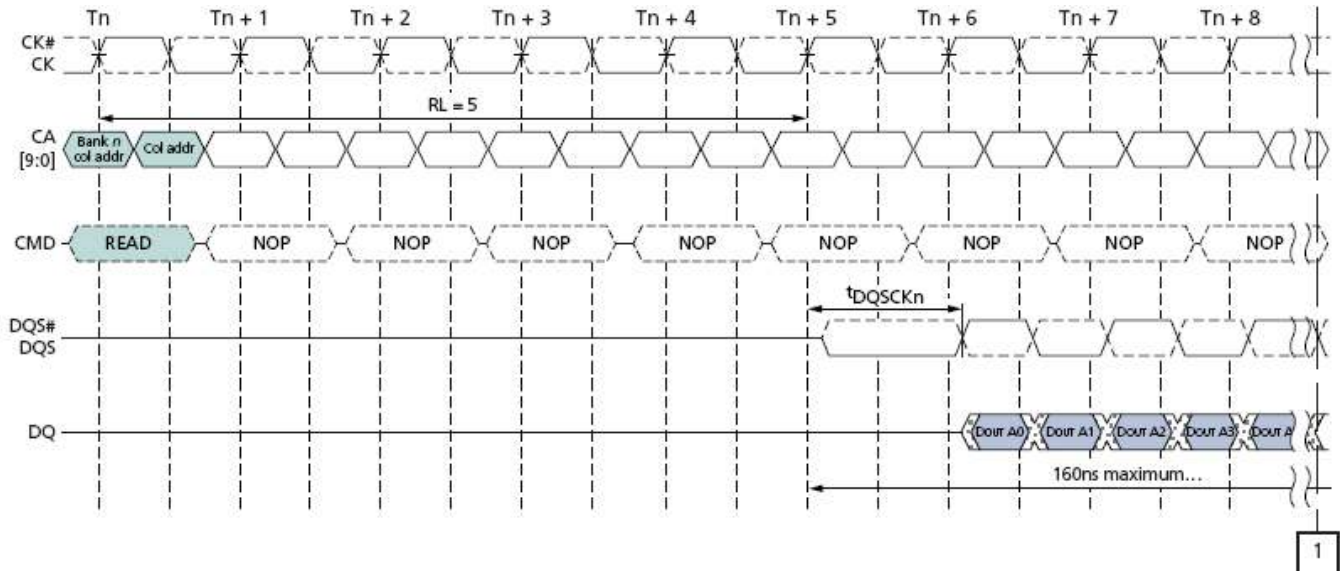 Tn Tn + 1 Tn + 2 Tn + 3 Tn + 4 Tn + 5 Tn + 6 Tn + 7 Tn + 8
CK#
CK
RL = 5
CA
[9:0]
Bank n
col addr
Col addr
CMD READ NOP NOP NOP NOP NOP NOP NOP NOP
tDQSCKn
DQS#
DQS
DQ DOUT A0 DOUT A1 DOUT A2 DOUT A3 DOUT A
160ns maximum...
1